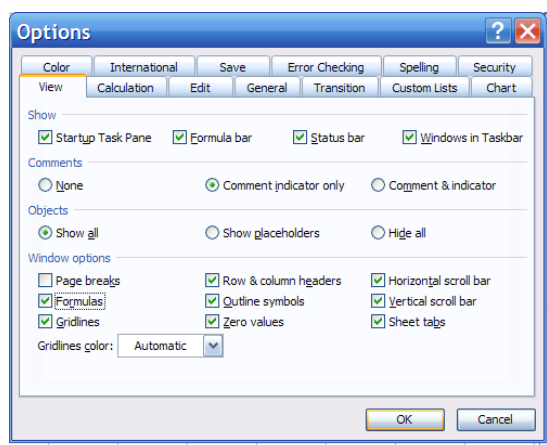 Options
Color International Save Error Checking Spelling Security
View Calculation Edit General Transition Custom Lists Chart
Show
Startup Task Pane Formula bar Status bar Windows in Taskbar
Comments
None Comment indicator only Comment & indicator
Objects
Show all Show placeholders Hide all
Window options
Page breaks Row & column headers Horizontal scroll bar
Formulas Outline symbols Vertical scroll bar
Gridlines Zero values Sheet tabs
Gridlines color: Automatic
OK Cancel